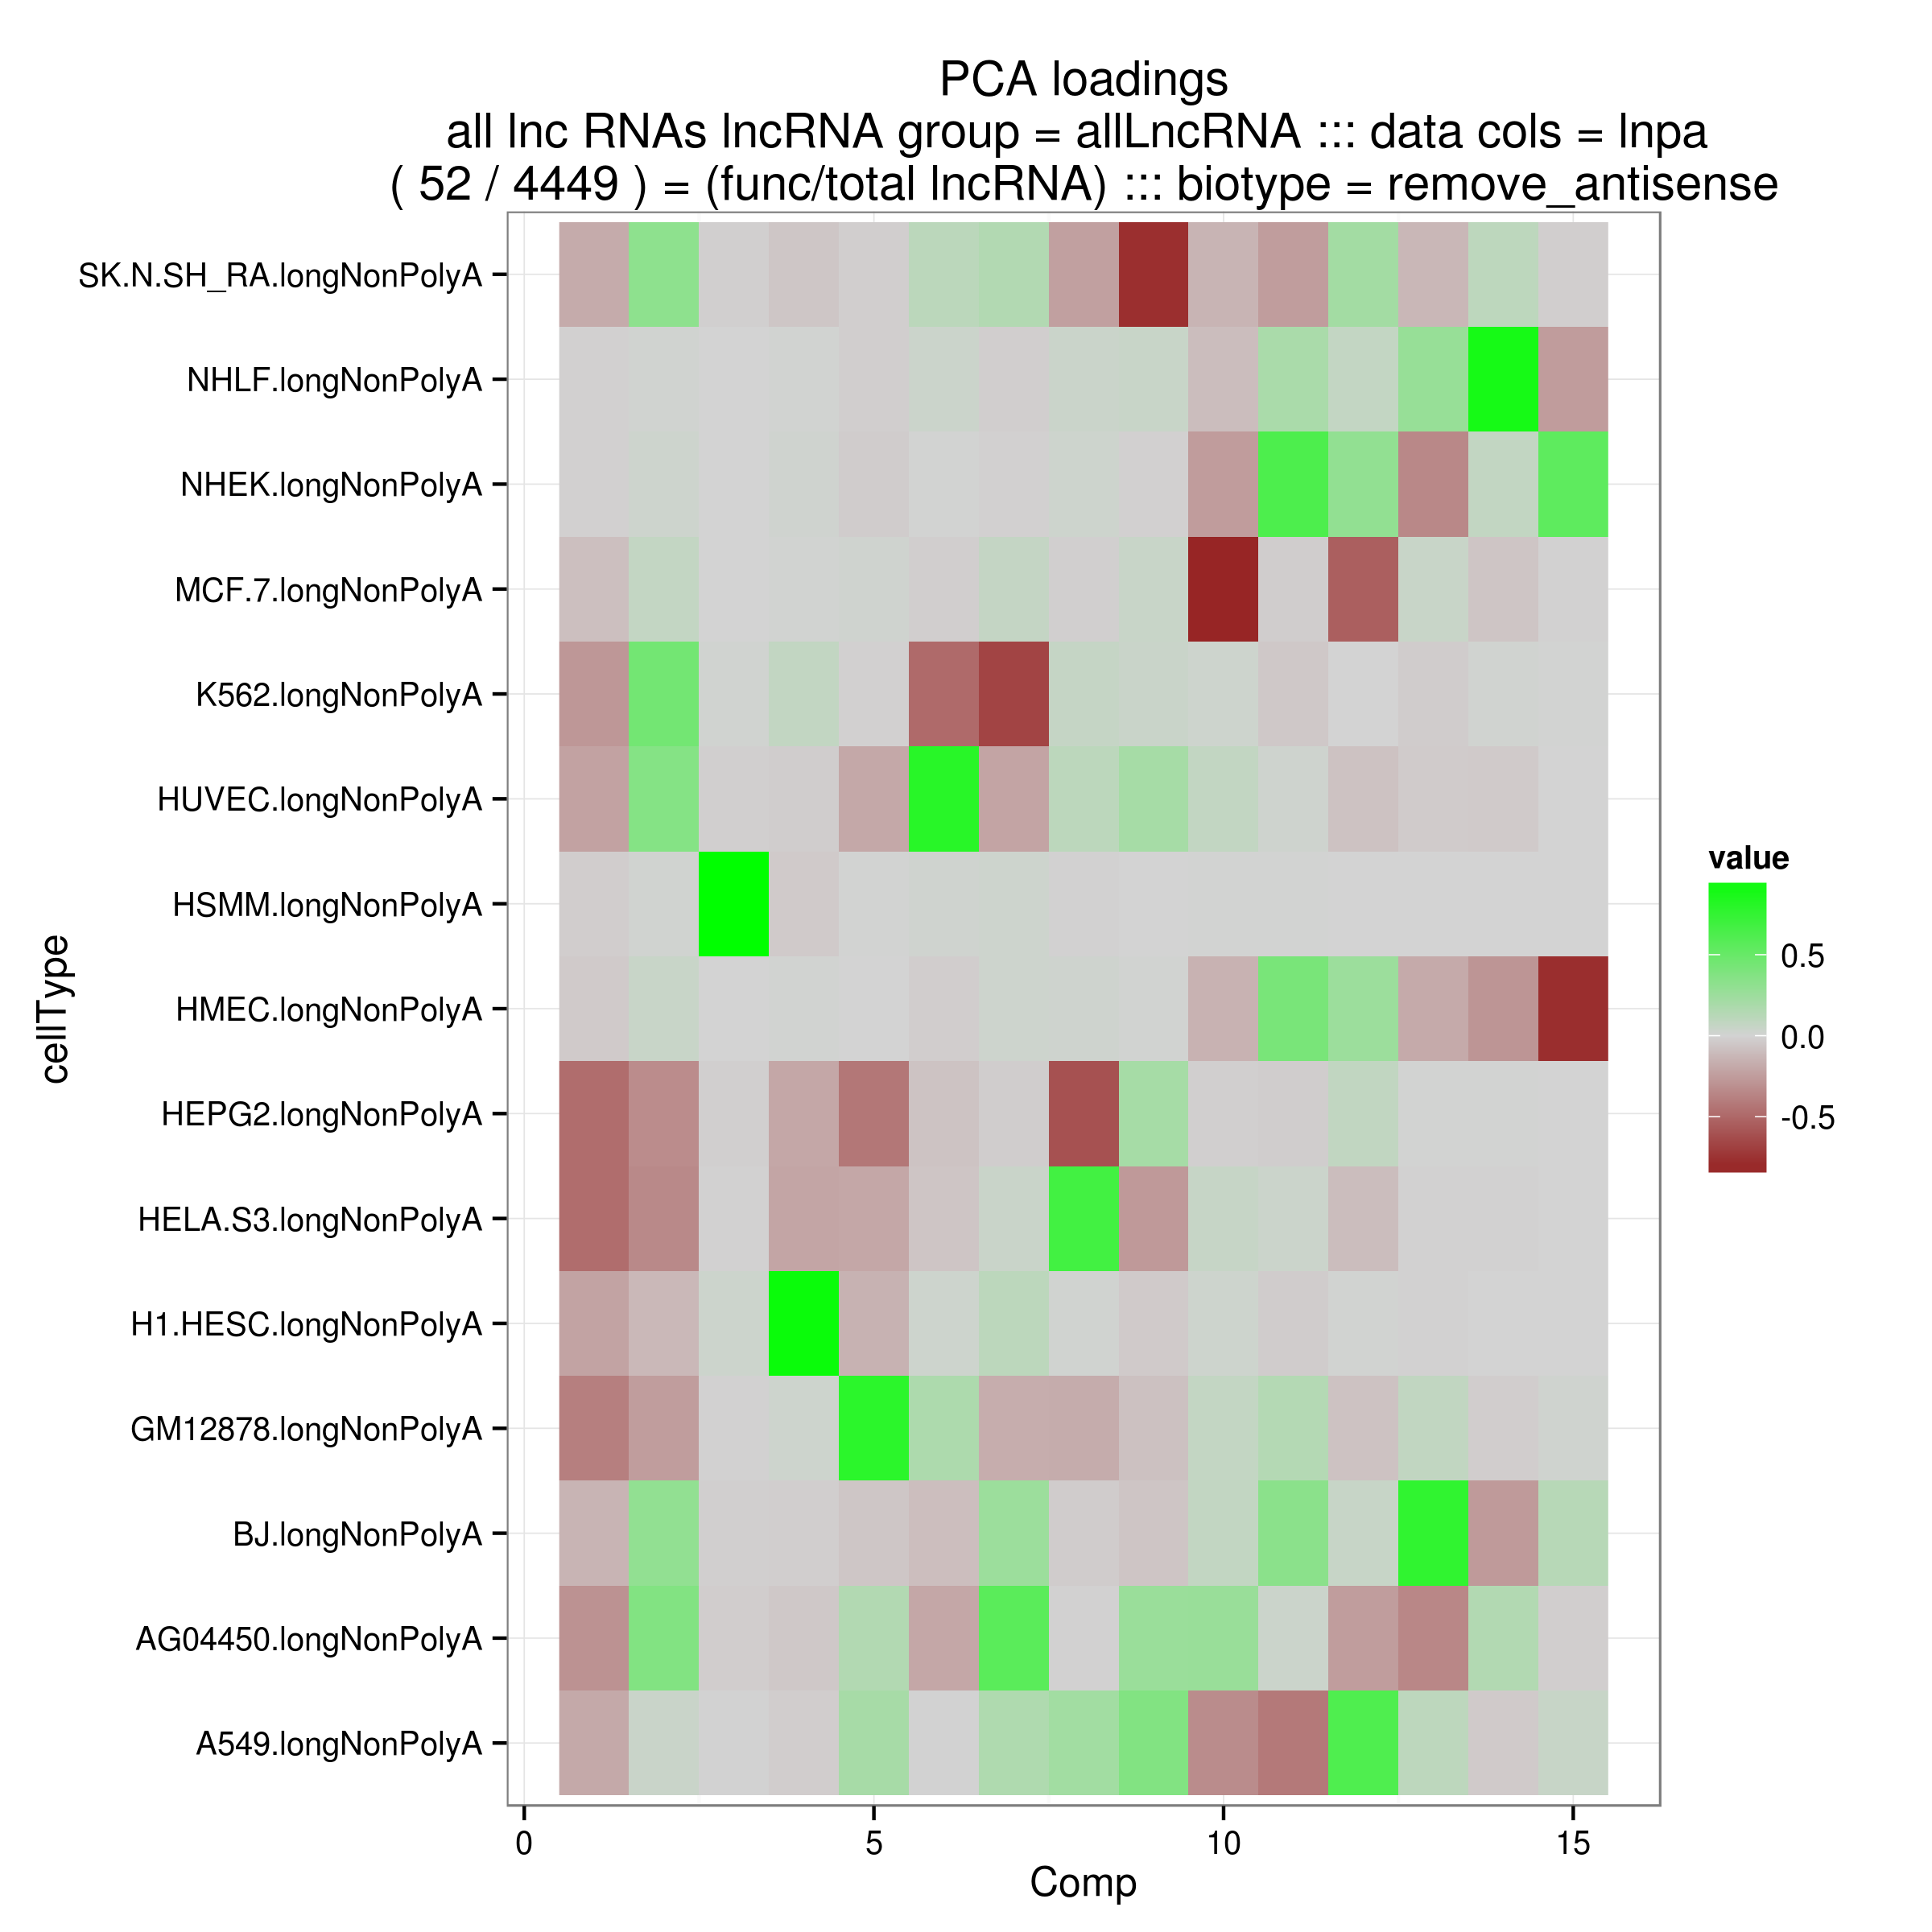 PCA loadings
all lnc RNAs lncRNA group = allLncRNA ::: data cols = lnpa
( 52 / 4449 ) = (func/total lncRNA) ::: biotype = remove_antisense
cellType
SK.N.SH_RA.longNonPolyA
NHLF.longNonPolyA
NHEK.longNonPolyA
MCF.7.longNonPolyA
K562.longNonPolyA
HUVEC.longNonPolyA
HSMM.longNonPolyA
HMEC.longNonPolyA
HEPG2.longNonPolyA
HELA.S3.longNonPolyA
H1.HESC.longNonPolyA
GM12878.longNonPolyA
BJ.longNonPolyA
AG04450.longNonPolyA
A549.longNonPolyA
0 5 10 15
Comp
value
0.5
0.0
-0.5